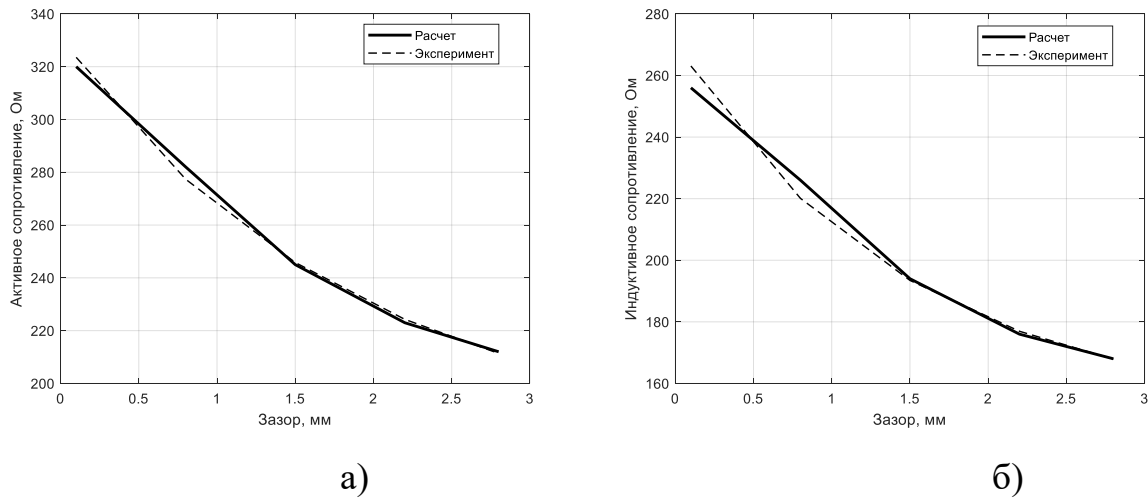 340
320
300
280
260
240
220
200
0
0.5
1
1.5
2
2.5
3
Активное сопротивление, Ом
Зазор, мм
Расчет
Эксперимент
а)
280
260
240
220
200
180
160
0
0.5
1
1.5
2
2.5
3
Индуктивное сопротивление, Ом
Зазор, мм
Расчет
Эксперимент
б)